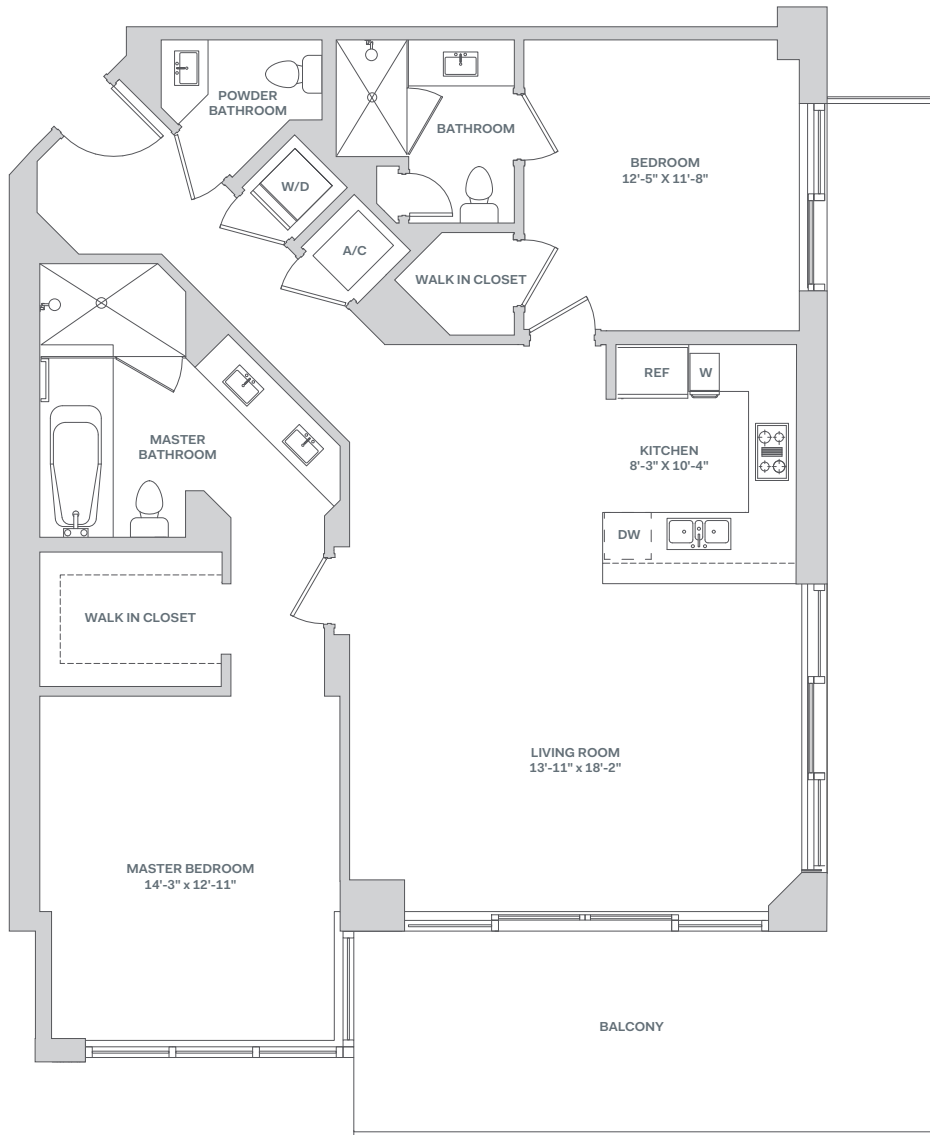 POWDER
BATHROOM
BATHROOM
BEDROOM
12'-5" X 11'-8"
W/D
A/C
WALK IN CLOSET
REF
W
MASTER
BATHROOM
KITCHEN
8'-3" X 10'-4"
DW
WALK IN CLOSET
LIVING ROOM
13'-11" x 18'-2"
MASTER BEDROOM
14'-3" x 12'-11"
BALCONY